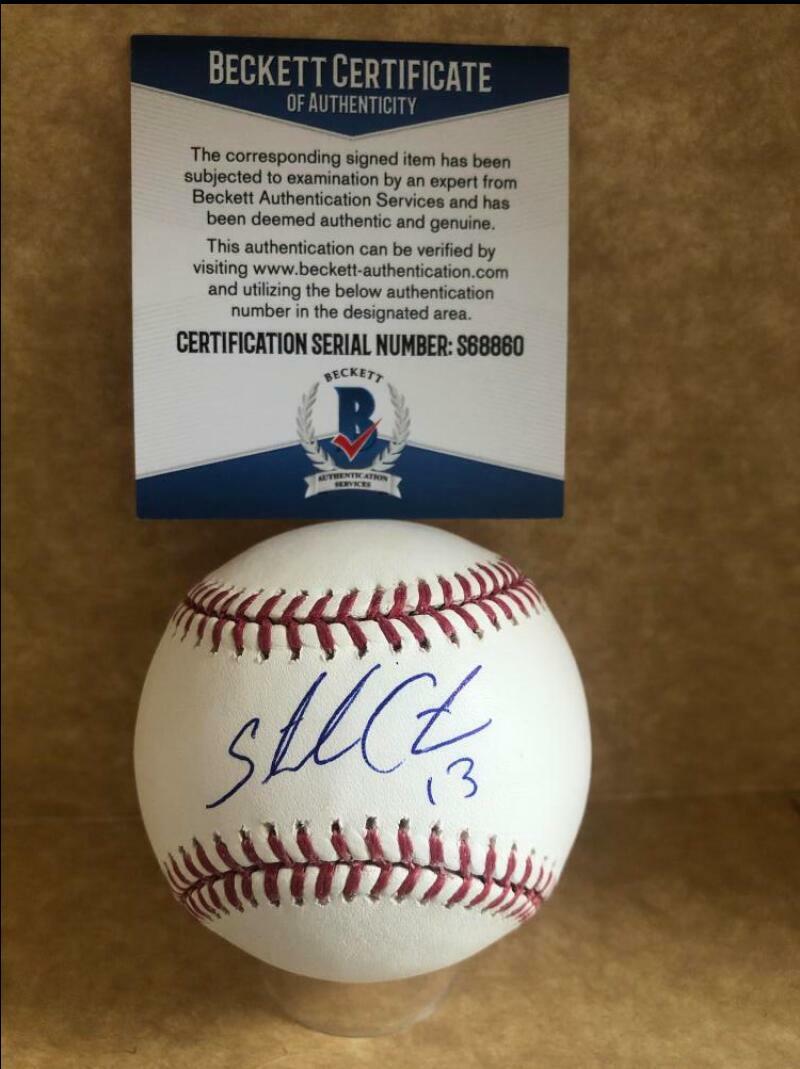 BECKETT CERTIFICATE
OF AUTHENTICITY
The corresponding signed item has been
subjected to examination by an expert from
Beckett Authentication Services and has
been deemed authentic and genuine.
This authentication can be verified by
visiting www.beckett-authentication.com
and utilizing the below authentication
number in the designated area.
CERTIFICATION SERIAL NUMBER: S68860
BECKETT
B
AUTHENTICATION
SERVICES
13